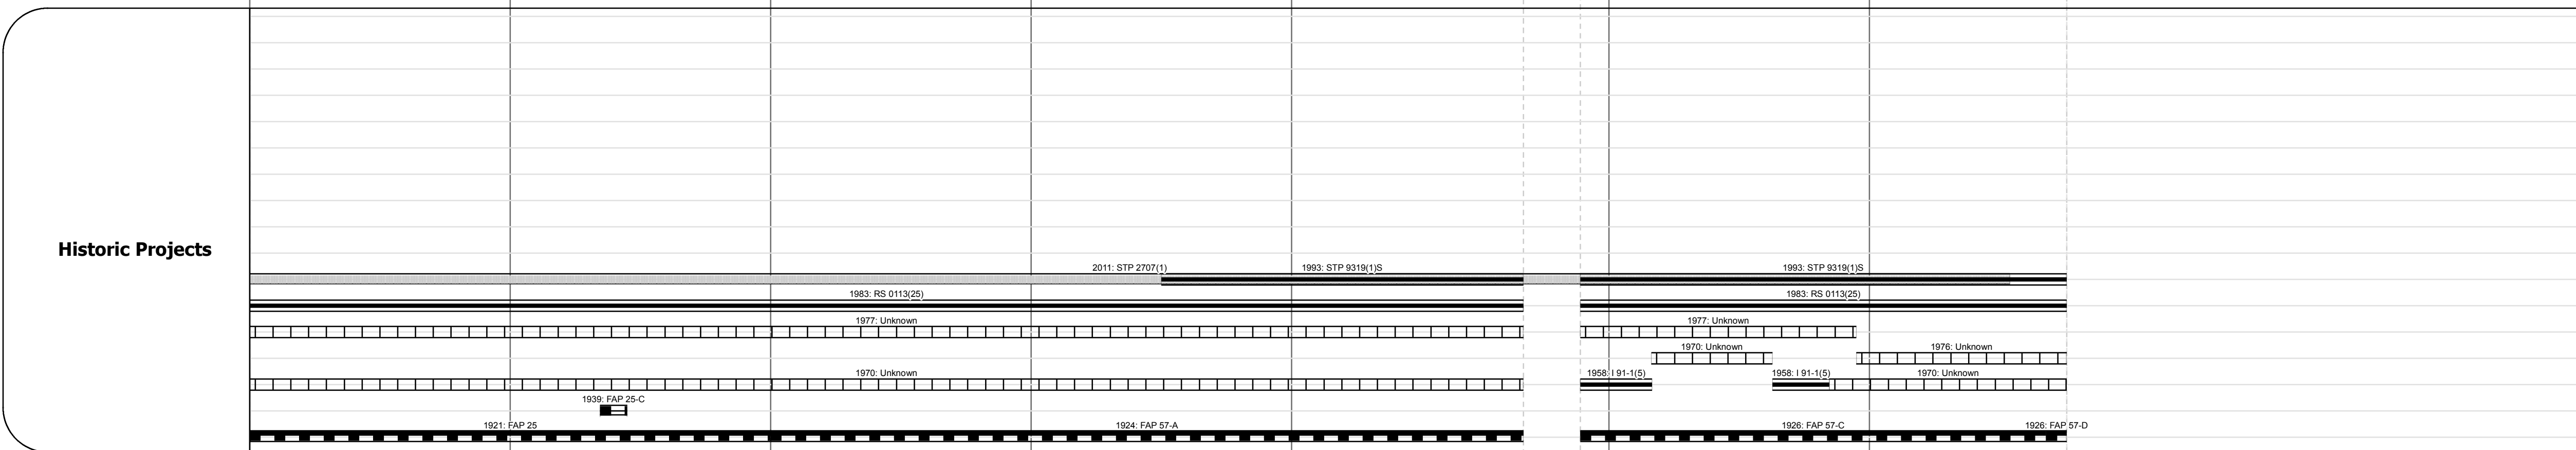 Historic Projects
2011: STP 2707(1) 1993: STP 9319(1)S 1993: STP 9319(1)S
1983: RS 0113(25) 1983: RS 0113(25)
1977: Unknown 1977: Unknown
1970: Unknown 1976: Unknown
1970: Unknown 1958: I 91-1(5) 1958: I 91-1(5) 1970: Unknown
1939: FAP 25-C
1921: FAP 25 1924: FAP 57-A 1926: FAP 57-C 1926: FAP 57-D